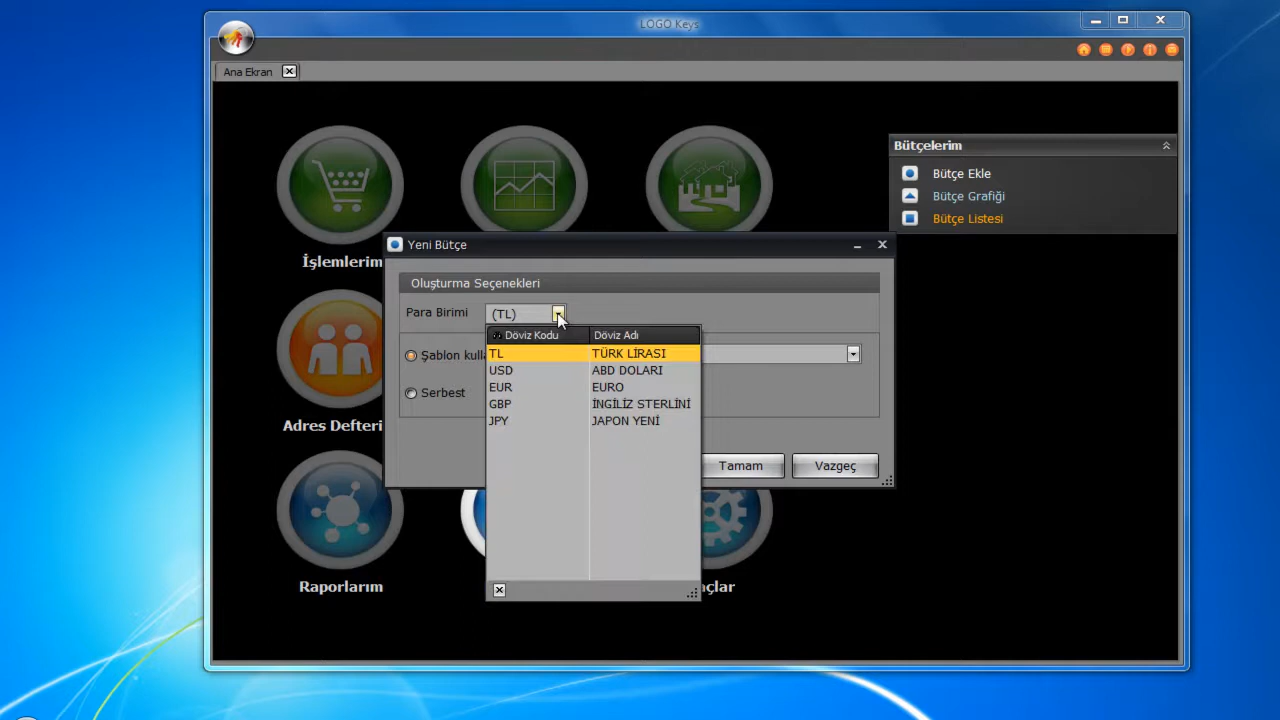 LOGO Keys
Ana Ekran
Bütçelerim
Bütçe Ekle
Bütçe Grafiği
Bütçe Listesi
İşlemlerim
Yeni Bütçe
Oluşturma Seçenekleri
Para Birimi
(TL)
Döviz Kodu Döviz Adı
TL TÜRK LİRASI
USD ABD DOLARI
EUR EURO
GBP İNGİLİZ STERLİNİ
JPY JAPON YENİ
Şablon kulla
Serbest
Adres Defteri
Tamam Vazgeç
Raporlarım
çlar